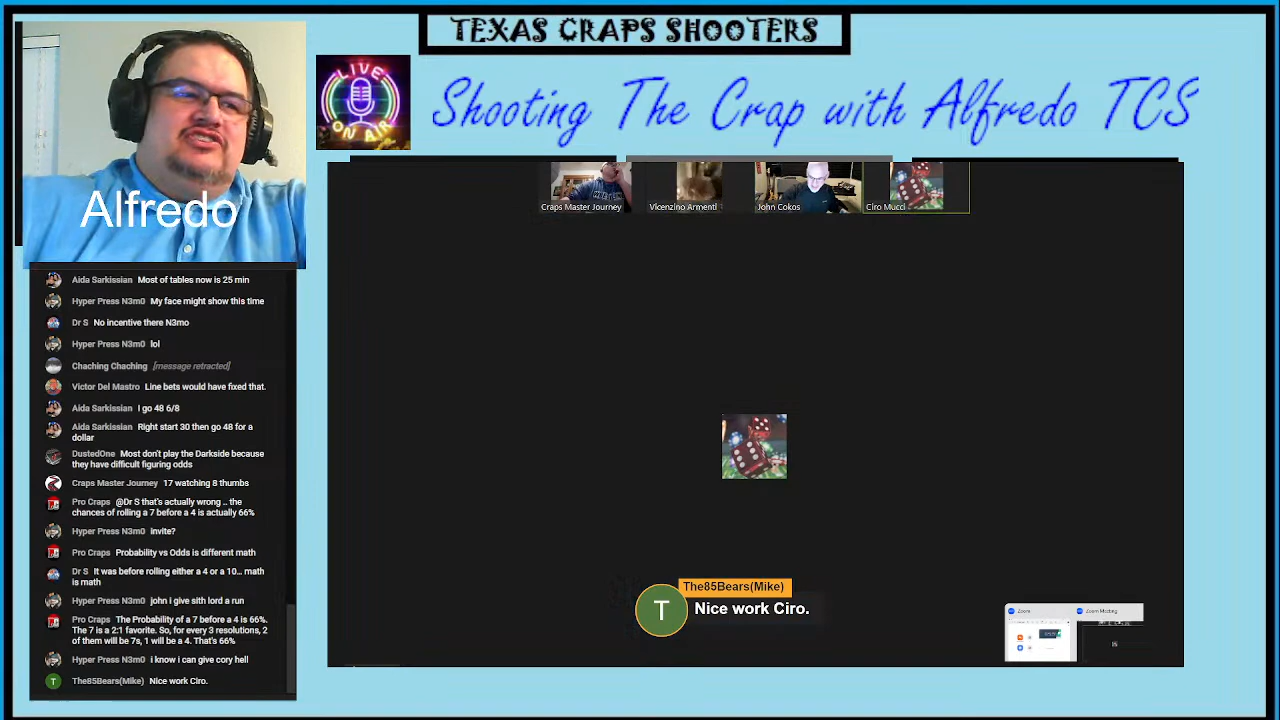 TEXAS CRAPS SHOOTERS
LIVE
ON AIR
Shooting The Crap with Alfredo TCS
Alfredo
Craps Master Journey
Vicenzino Armenti
John Cokos
Ciro Mucci
Aida Sarkissian Most of tables now is 25 min
Hyper Press N3m0 My face might show this time
Dr S No incentive there N3mo
Hyper Press N3m0 lol
Chaching Chaching [message retracted]
Victor Del Mastro Line bets would have fixed that.
Aida Sarkissian I go 48 6/8
Aida Sarkissian Right start 30 then go 48 for a
dollar
DustedOne Most don't play the Darkside because
they have difficult figuring odds
Craps Master Journey 17 watching 8 thumbs
Pro Craps @Dr S that's actually wrong .. the
chances of rolling a 7 before a 4 is actually 66%
Hyper Press N3m0 invite?
Pro Craps Probability vs Odds is different math
Dr S It was before rolling either a 4 or a 10... math
is math
Hyper Press N3m0 john i give sith lord a run
Pro Craps The Probability of a 7 before a 4 is 66%.
The 7 is a 2:1 favorite. So, for every 3 resolutions, 2
of them will be 7s, 1 will be a 4. That's 66%
Hyper Press N3m0 i know i can give cory hell
T The85Bears(Mike) Nice work Ciro.
The85Bears(Mike)
T Nice work Ciro.
Zoom
Zoom Meeting